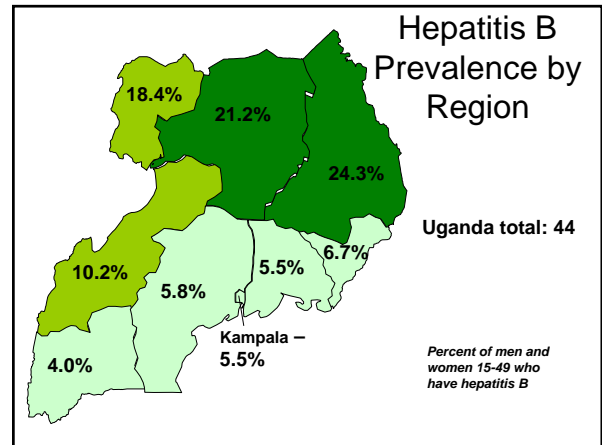 Hepatitis B
Prevalence by
Region
18.4%
21.2%
24.3%
Uganda total: 44
10.2%
5.8%
5.5%
6.7%
Kampala –
5.5%
4.0%
Percent of men and
women 15-49 who
have hepatitis B